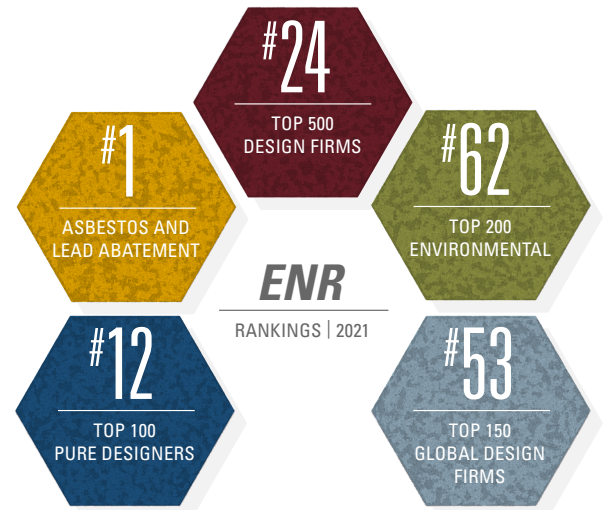 #24
TOP 500
DESIGN FIRMS
#1
ASBESTOS AND
LEAD ABATEMENT
#62
TOP 200
ENVIRONMENTAL
ENR
RANKINGS | 2021
#12
TOP 100
PURE DESIGNERS
#53
TOP 150
GLOBAL DESIGN
FIRMS